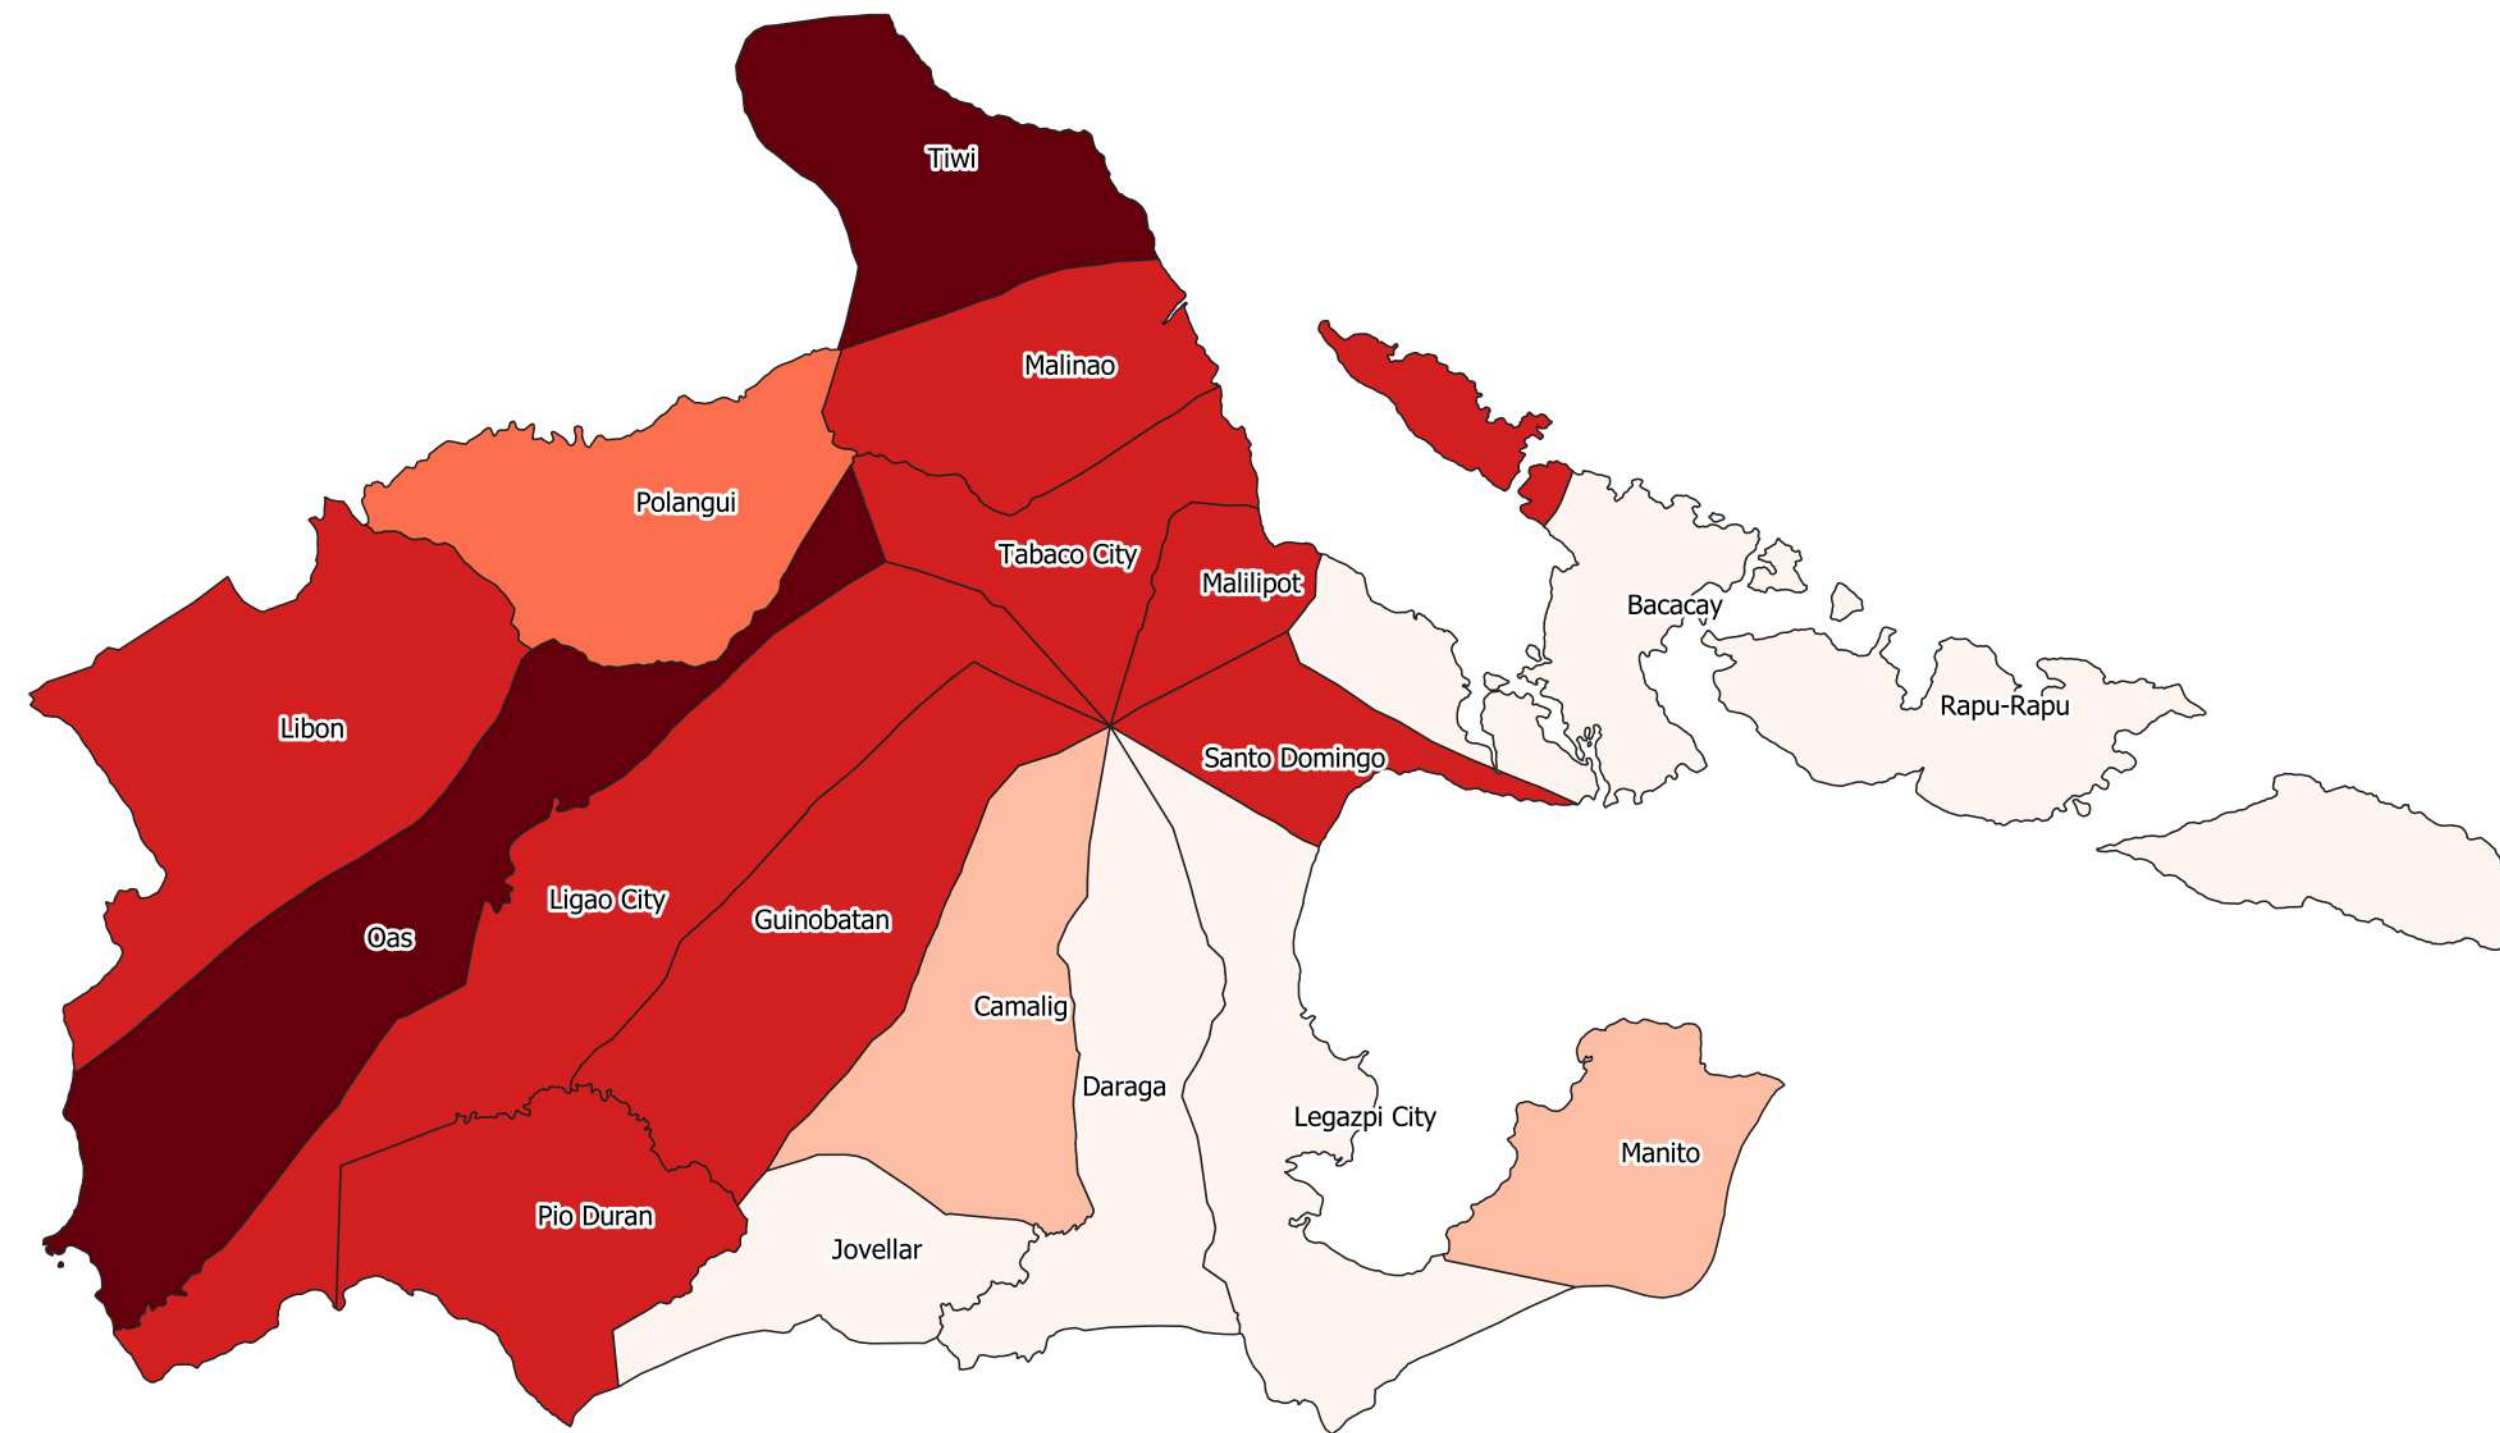 Tiwi
Malinao
Polangui
Tabaco City
Malilipot
Bacacay
Rapu-Rapu
Libon
Santo Domingo
Ligao City
Guinobatan
Oas
Camalig
Daraga
Legazpi City
Manito
Pio Duran
Jovellar